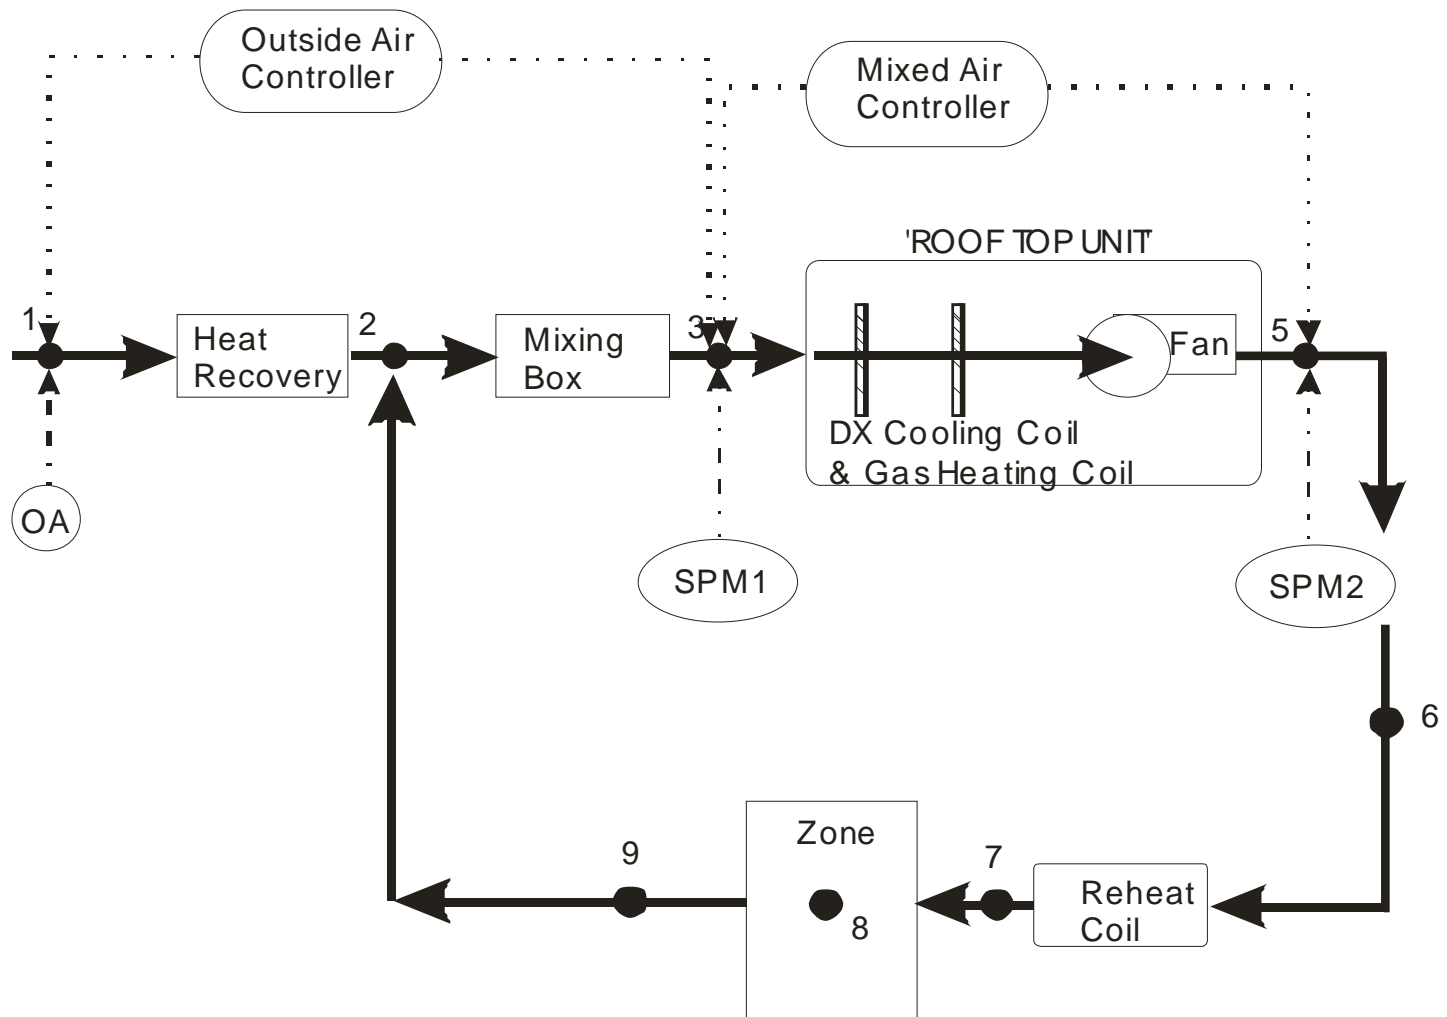 Outside Air
Controller
Mixed Air
Controller
'ROOF TOP UNIT'
1
Heat
Recovery
2
Mixing
Box
3
Fan
5
DX Cooling Coil
& Gas Heating Coil
OA
SPM1
SPM2
6
Zone
9
7
8
Reheat
Coil